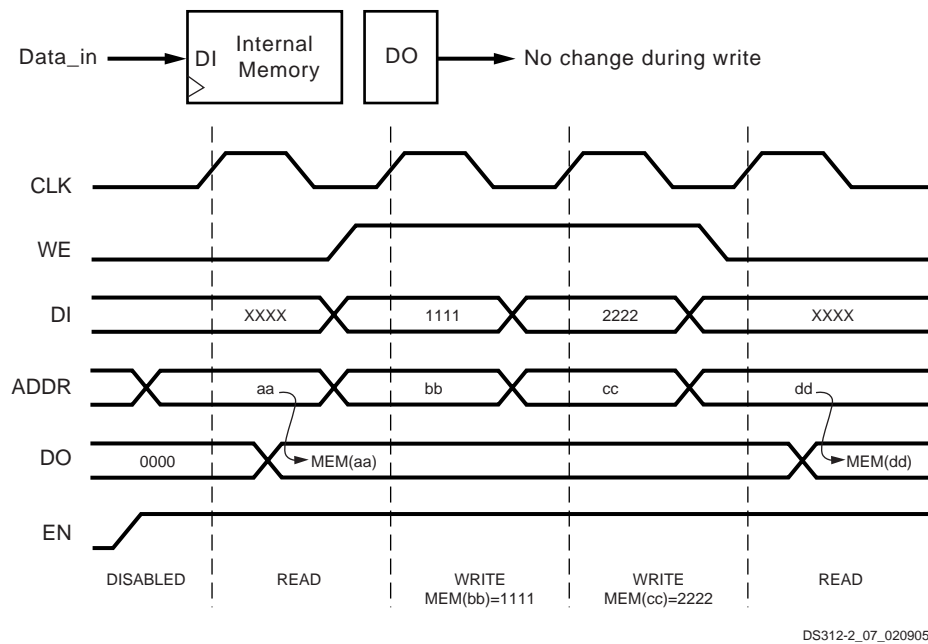 Data_in DI Internal Memory DO No change during write
CLK
WE
DI XXXX 1111 2222 XXXX
ADDR aa bb cc dd
DO 0000 MEM(aa) MEM(dd)
EN
DISABLED READ WRITE WRITE READ
MEM(bb)=1111 MEM(cc)=2222
DS312-2_07_020905